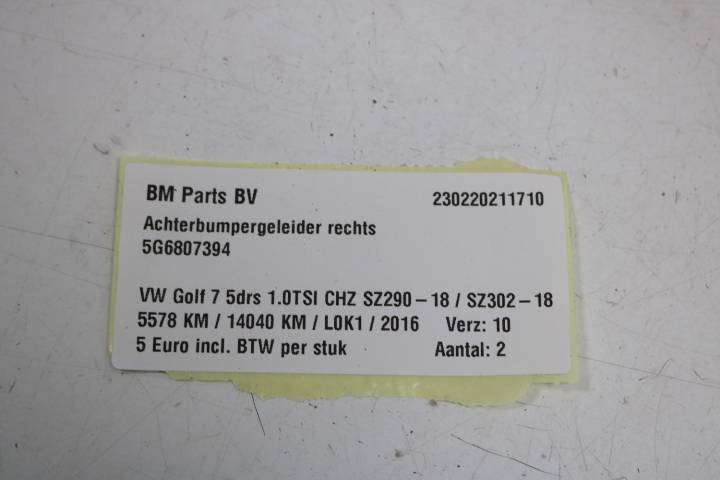 BM Parts BV 230220211710
Achterbumpergeleider rechts
5G6807394
VW Golf 7 5drs 1.0TSI CHZ SZ290-18 / SZ302-18
5578 KM / 14040 KM / L0K1 / 2016 Verz: 10
5 Euro incl. BTW per stuk Aantal: 2